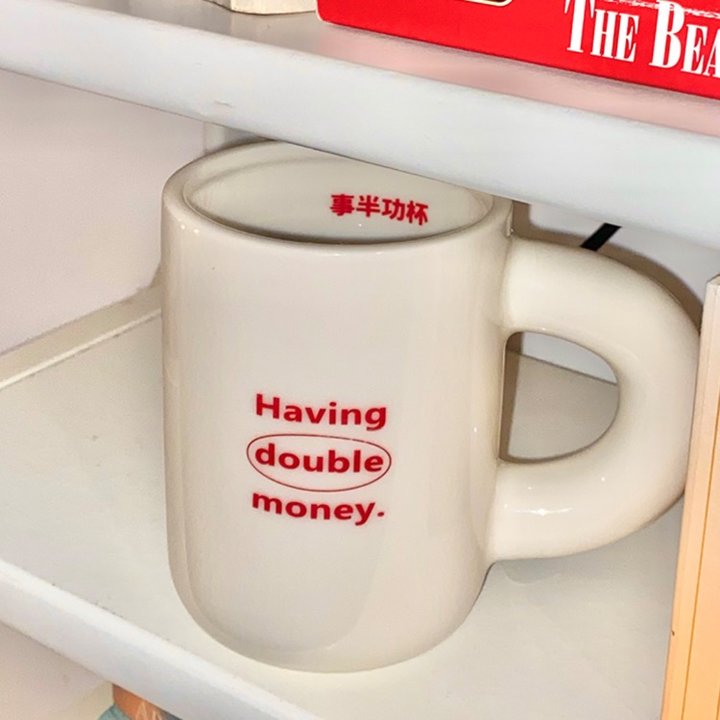 THE BEA
事半功杯
Having
double
money.